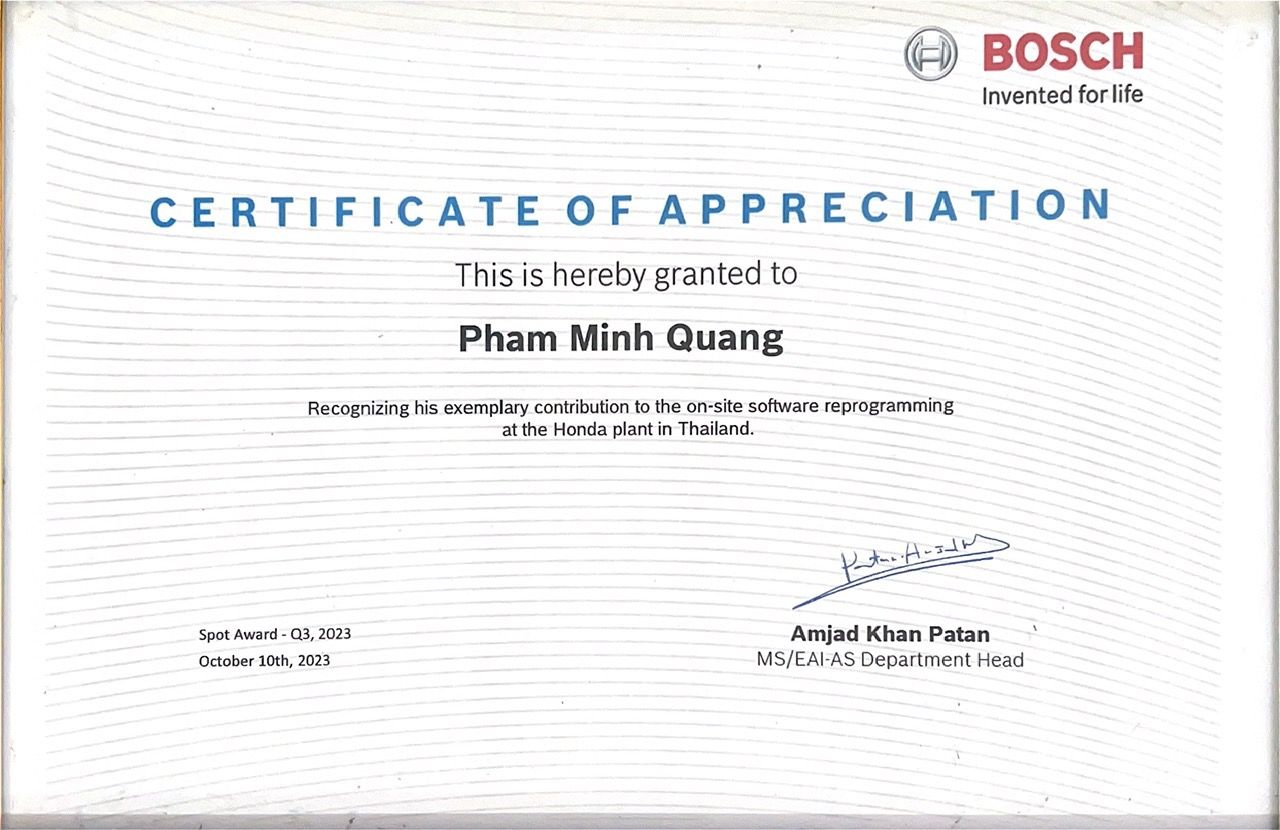 BOSCH
Invented for life
CERTIFICATE OF APPRECIATION
This is hereby granted to
Pham Minh Quang
Recognizing his exemplary contribution to the on-site software reprogramming
at the Honda plant in Thailand.
Spot Award - Q3, 2023
October 10th, 2023
Amjad Khan Patan
MS/EAI-AS Department Head